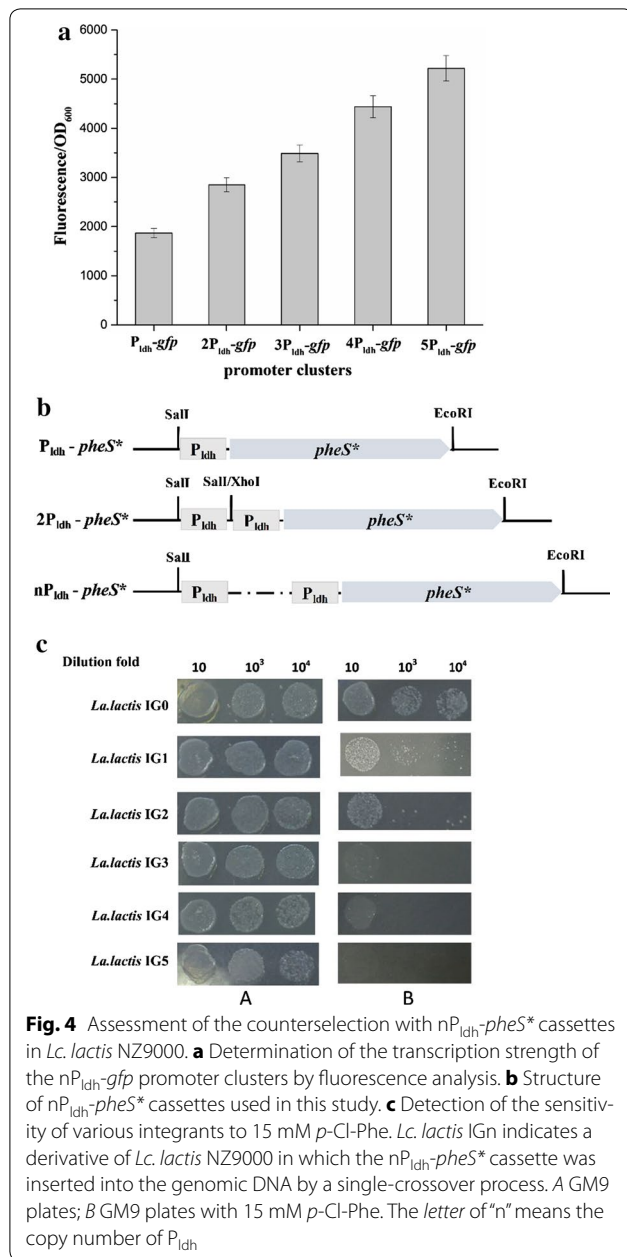 a
6000
5000
4000
3000
2000
1000
0
Fluorescence/OD600
Pldh-gfp 2Pldh-gfp 3Pldh-gfp 4Pldh-gfp 5Pldh-gfp
promoter clusters
b
SalI EcoRI
Pldh - pheS* Pldh pheS*
SalI SalI/XhoI EcoRI
2Pldh - pheS* Pldh Pldh pheS*
SalI EcoRI
nPldh - pheS* Pldh Pldh pheS*
c
Dilution fold 10 10³ 10⁴ 10 10³ 10⁴
La.lactis IG0
La.lactis IG1
La.lactis IG2
La.lactis IG3
La.lactis IG4
La.lactis IG5
A B
Fig. 4 Assessment of the counterselection with nPldh-pheS* cassettes
in Lc. lactis NZ9000. a Determination of the transcription strength of
the nPldh-gfp promoter clusters by fluorescence analysis. b Structure
of nPldh-pheS* cassettes used in this study. c Detection of the sensitiv-
ity of various integrants to 15 mM p-Cl-Phe. Lc. lactis IGn indicates a
derivative of Lc. lactis NZ9000 in which the nPldh-pheS* cassette was
inserted into the genomic DNA by a single-crossover process. A GM9
plates; B GM9 plates with 15 mM p-Cl-Phe. The letter of “n” means the
copy number of Pldh